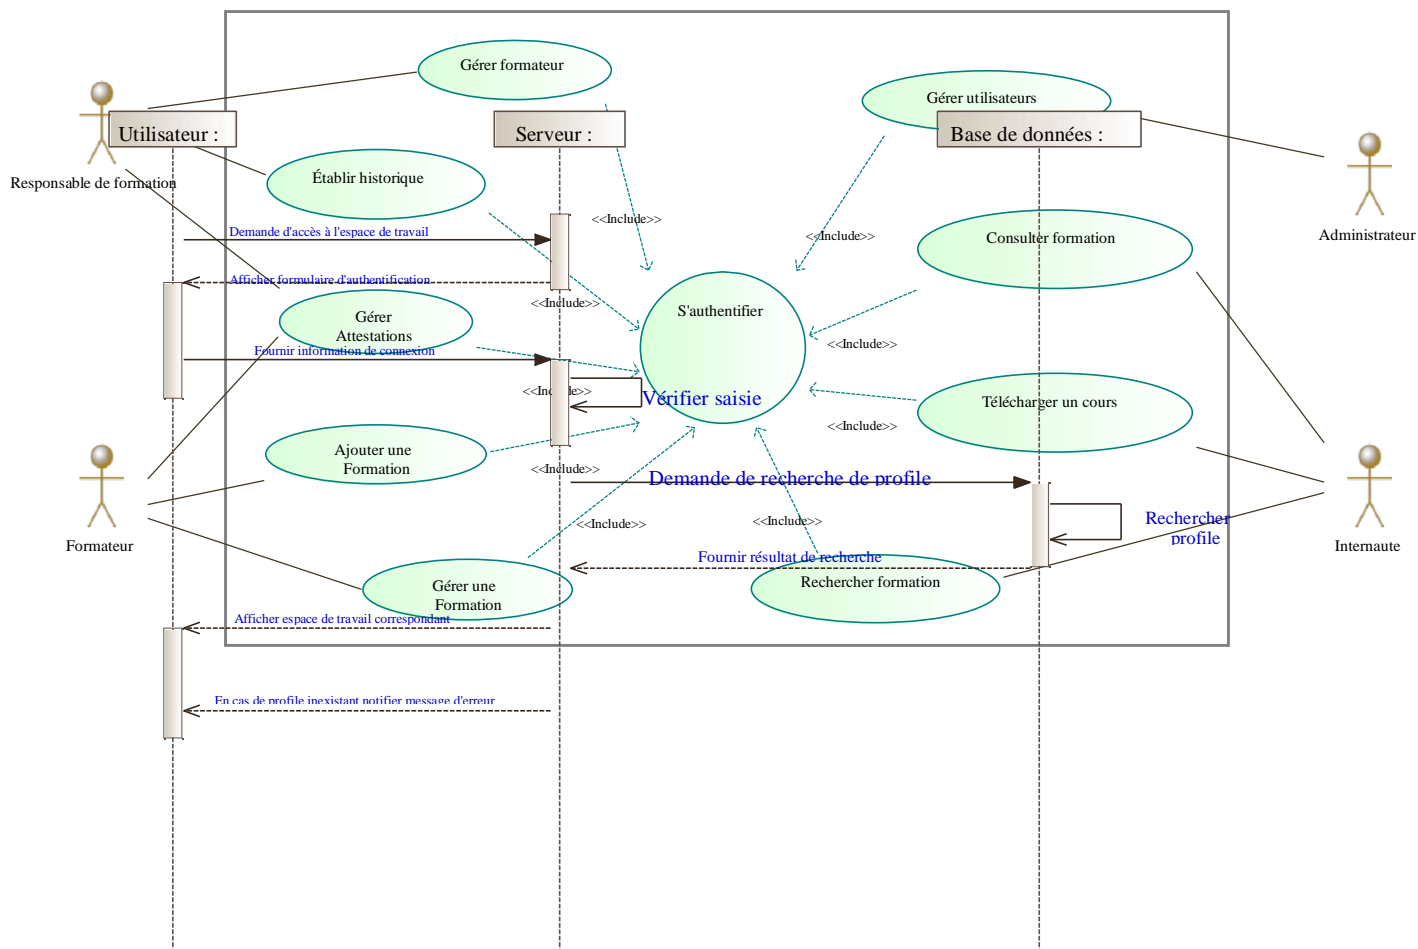 Gérer formateur
Gérer utilisateurs
Utilisateur :
Serveur :
Base de données :
Responsable de formation
Établir historique
Administrateur
<<Include>>
<<Include>>
Demande d'accès à l'espace de travail
Consulter formation
Afficher formulaire d'authentification
<<Include>>
S'authentifier
Gérer
Attestations
Fournir information de connexion
<<Include>>
<<Include>>
Vérifier saisie
Télécharger un cours
<<Include>>
Ajouter une
Formation
<<Include>>
Demande de recherche de profile
<<Include>>
<<Include>>
Rechercher
profile
Formateur
Internaute
Fournir résultat de recherche
Gérer une
Formation
Rechercher formation
Afficher espace de travail correspondant
En cas de profile inexistant notifier message d'erreur